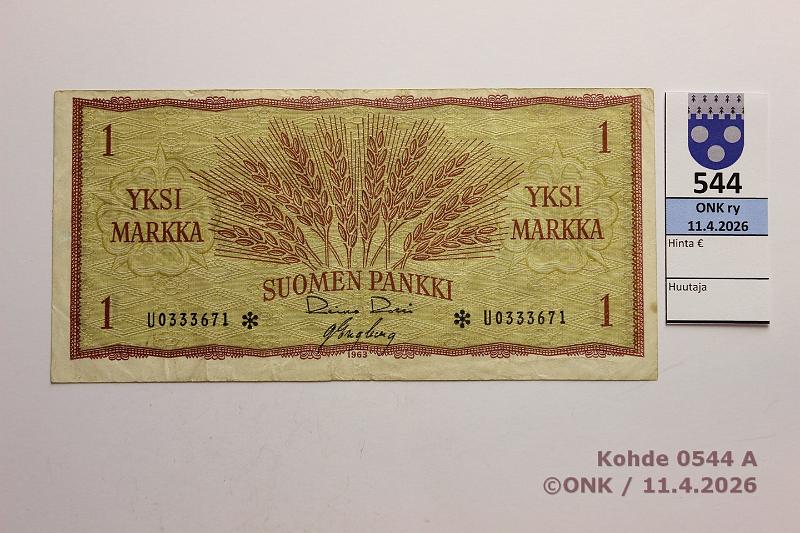 1
1
YKSI
MARKKA
YKSI
MARKKA
SUOMEN PANKKI
1
U0333671 *
* U0333671
1
1963
544
ONK ry
11.4.2026
Hinta €
Huutaja
Kohde 0544 A
©ONK / 11.4.2026